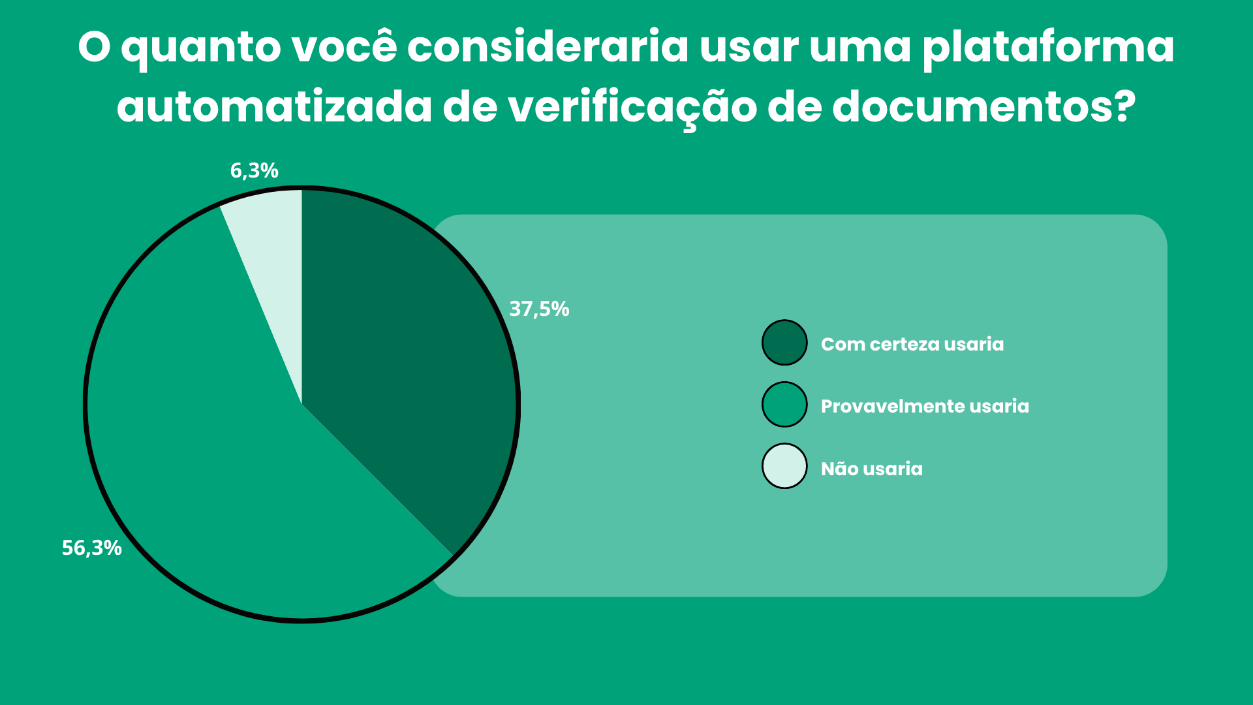 O quanto você consideraria usar uma plataforma
automatizada de verificação de documentos?
6,3%
37,5%
56,3%
Com certeza usaria
Provavelmente usaria
Não usaria